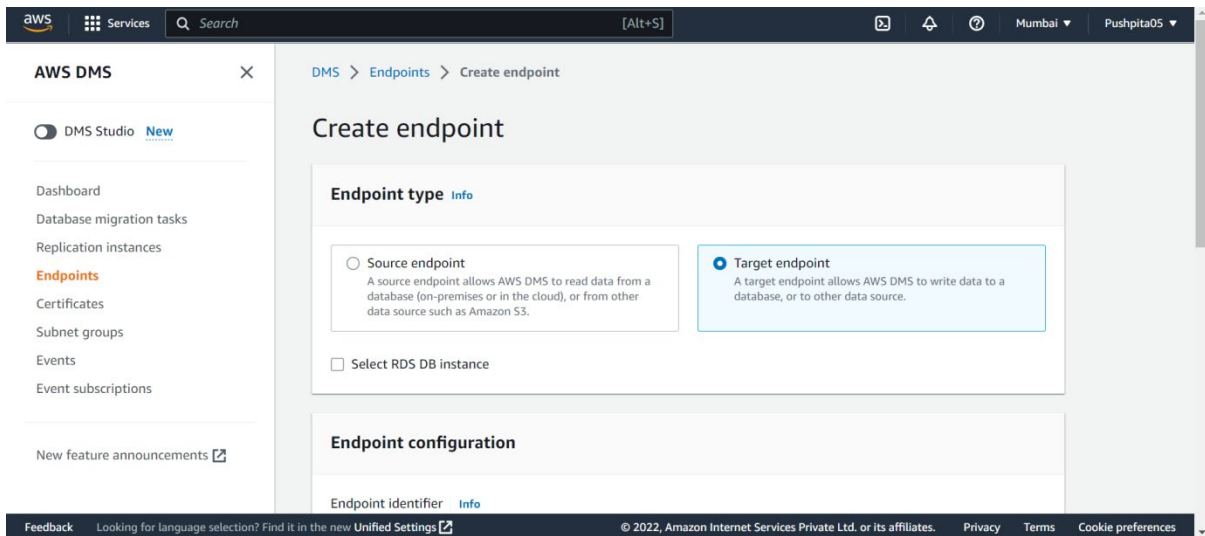 aws
Services
Search
[Alt+S]
Mumbai
Pushpita05
AWS DMS
DMS Studio New
Dashboard
Database migration tasks
Replication instances
Endpoints
Certificates
Subnet groups
Events
Event subscriptions
New feature announcements
DMS > Endpoints > Create endpoint
Create endpoint
Endpoint type Info
Source endpoint
A source endpoint allows AWS DMS to read data from a
database (on-premises or in the cloud), or from other
data source such as Amazon S3.
Target endpoint
A target endpoint allows AWS DMS to write data to a
database, or to other data source.
Select RDS DB instance
Endpoint configuration
Endpoint identifier Info
Feedback Looking for language selection? Find it in the new Unified Settings © 2022, Amazon Internet Services Private Ltd. or its affiliates. Privacy Terms Cookie preferences